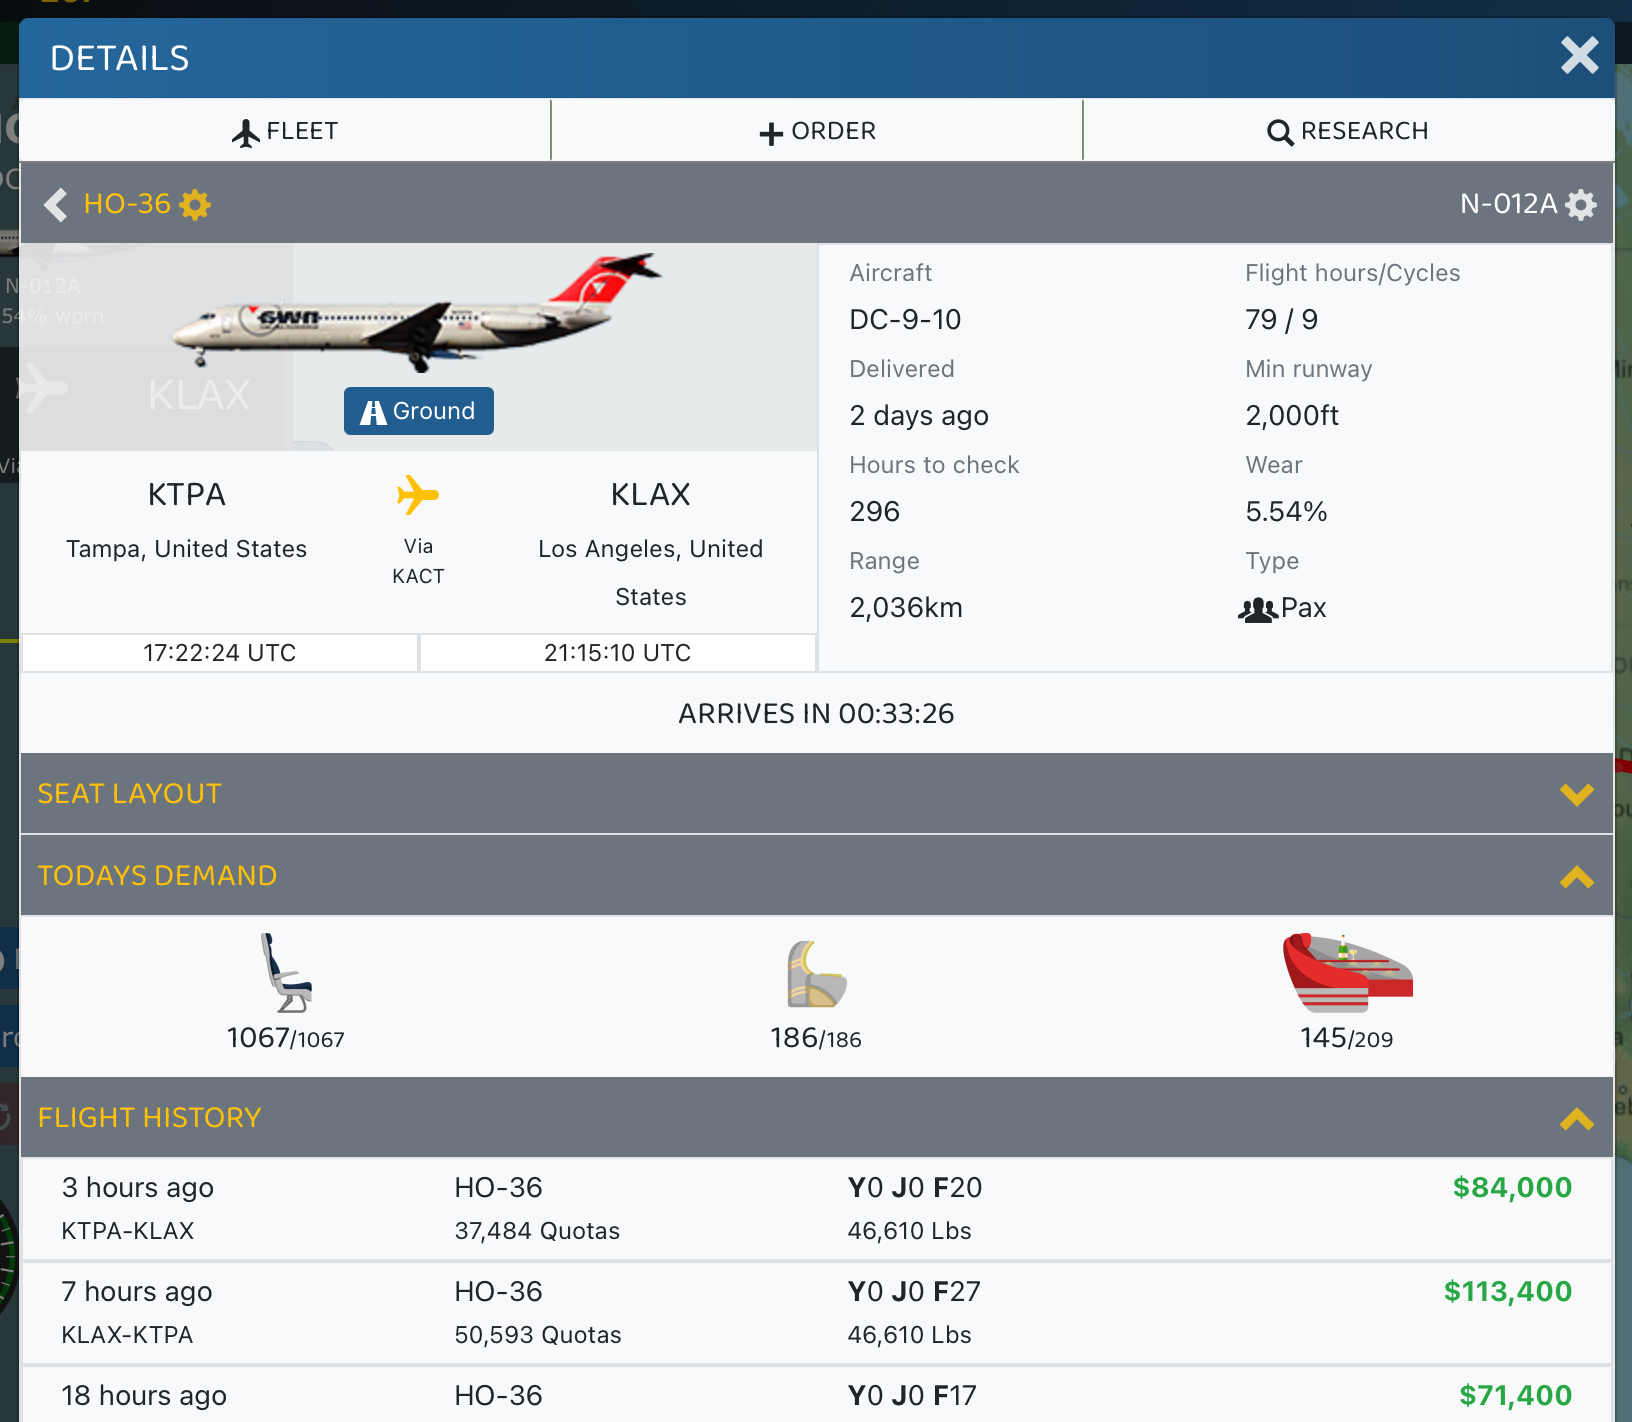 DETAILS
FLEET
ORDER
RESEARCH
HO-36
N-012A
N-012A
54% worn
KLAX
GWA
Ground
Aircraft
Flight hours/Cycles
DC-9-10
79 / 9
Delivered
Min runway
2 days ago
2,000ft
Hours to check
Wear
296
5.54%
Range
Type
2,036km
Pax
KTPA
KLAX
Tampa, United States
Via
KACT
Los Angeles, United
States
17:22:24 UTC
21:15:10 UTC
ARRIVES IN 00:33:26
SEAT LAYOUT
TODAYS DEMAND
1067/1067
186/186
145/209
FLIGHT HISTORY
3 hours ago
HO-36
Y0 J0 F20
$84,000
KTPA-KLAX
37,484 Quotas
46,610 Lbs
7 hours ago
HO-36
Y0 J0 F27
$113,400
KLAX-KTPA
50,593 Quotas
46,610 Lbs
18 hours ago
HO-36
Y0 J0 F17
$71,400